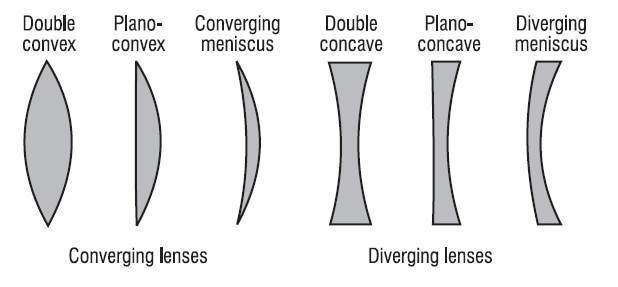 Double convex
Plano-convex
Converging meniscus
Double concave
Plano-concave
Diverging meniscus
Converging lenses
Diverging lenses